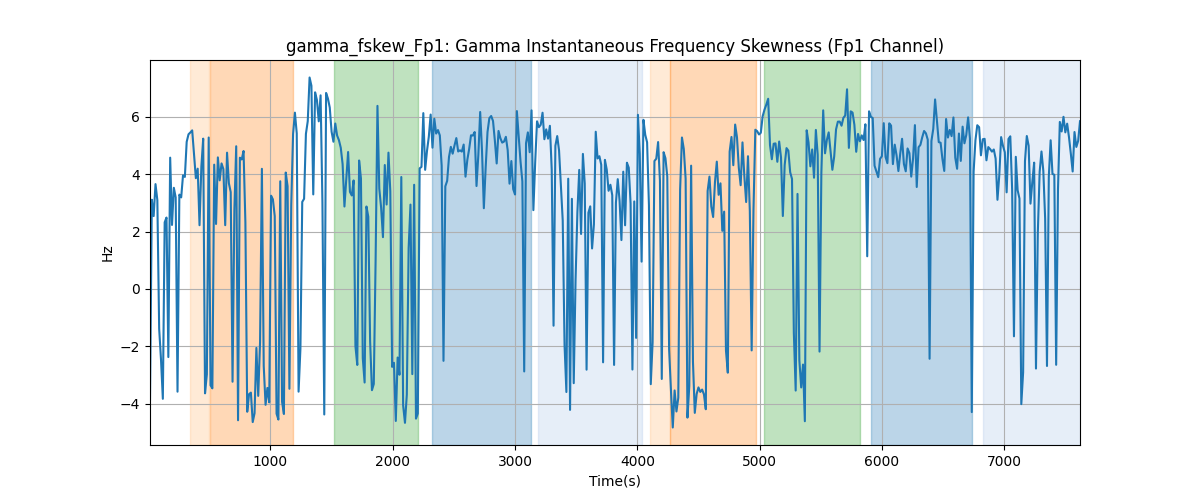 gamma_fskew_Fp1: Gamma Instantaneous Frequency Skewness (Fp1 Channel)
6
4
2
0
−2
−4
Hz
1000 2000 3000 4000 5000 6000 7000
Time(s)